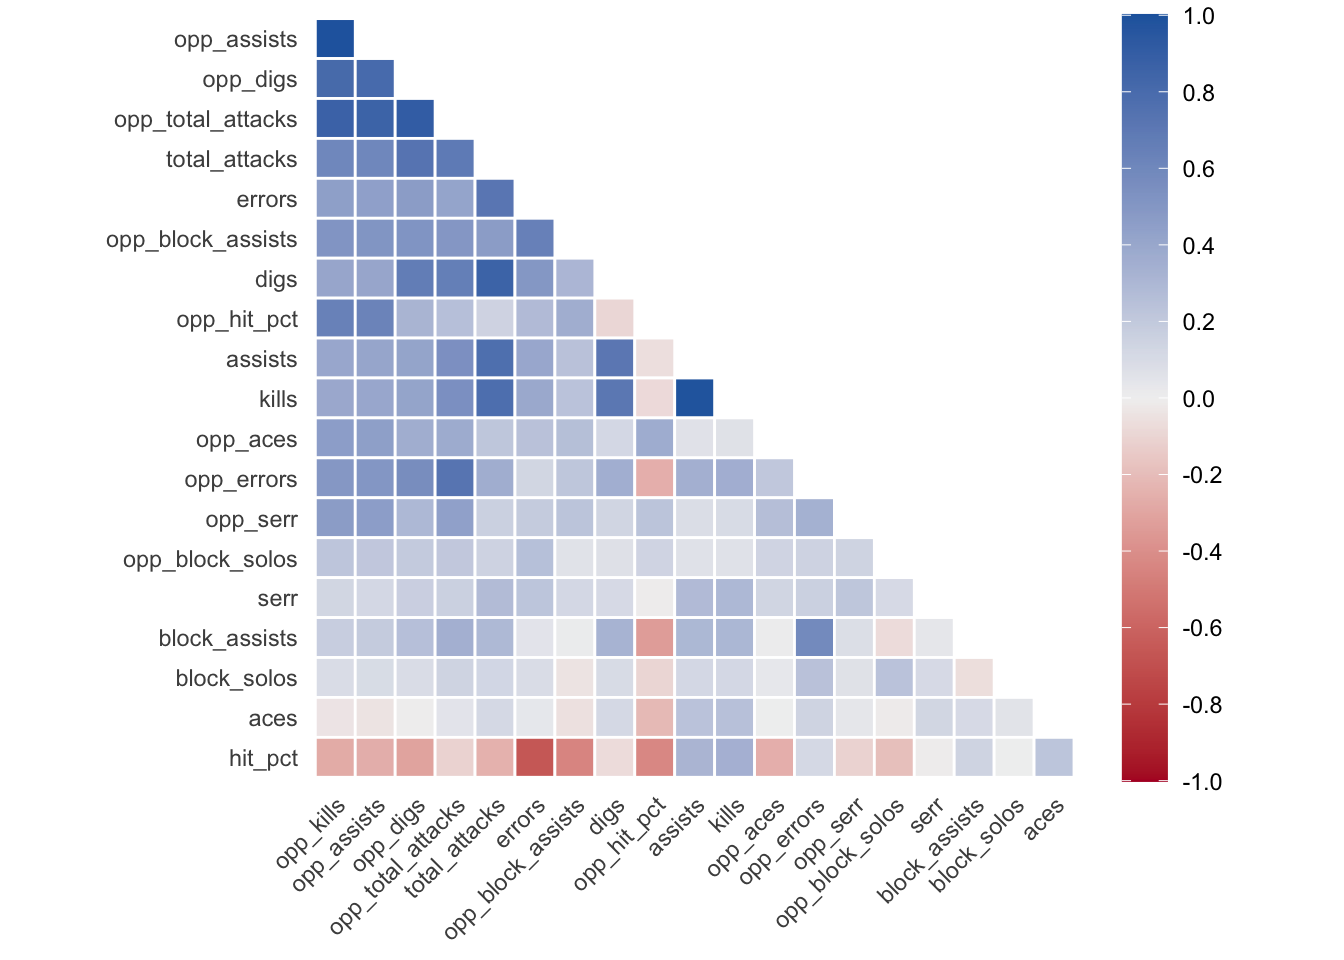 opp_assists
opp_digs
opp_total_attacks
total_attacks
errors
opp_block_assists
digs
opp_hit_pct
assists
kills
opp_aces
opp_errors
opp_serr
opp_block_solos
serr
block_assists
block_solos
aces
hit_pct
opp_kills
opp_assists
opp_digs
opp_total_attacks
total_attacks
errors
opp_block_assists
digs
opp_hit_pct
assists
kills
opp_aces
opp_errors
opp_serr
opp_block_solos
serr
block_assists
block_solos
aces
1.0
0.8
0.6
0.4
0.2
0.0
-0.2
-0.4
-0.6
-0.8
-1.0